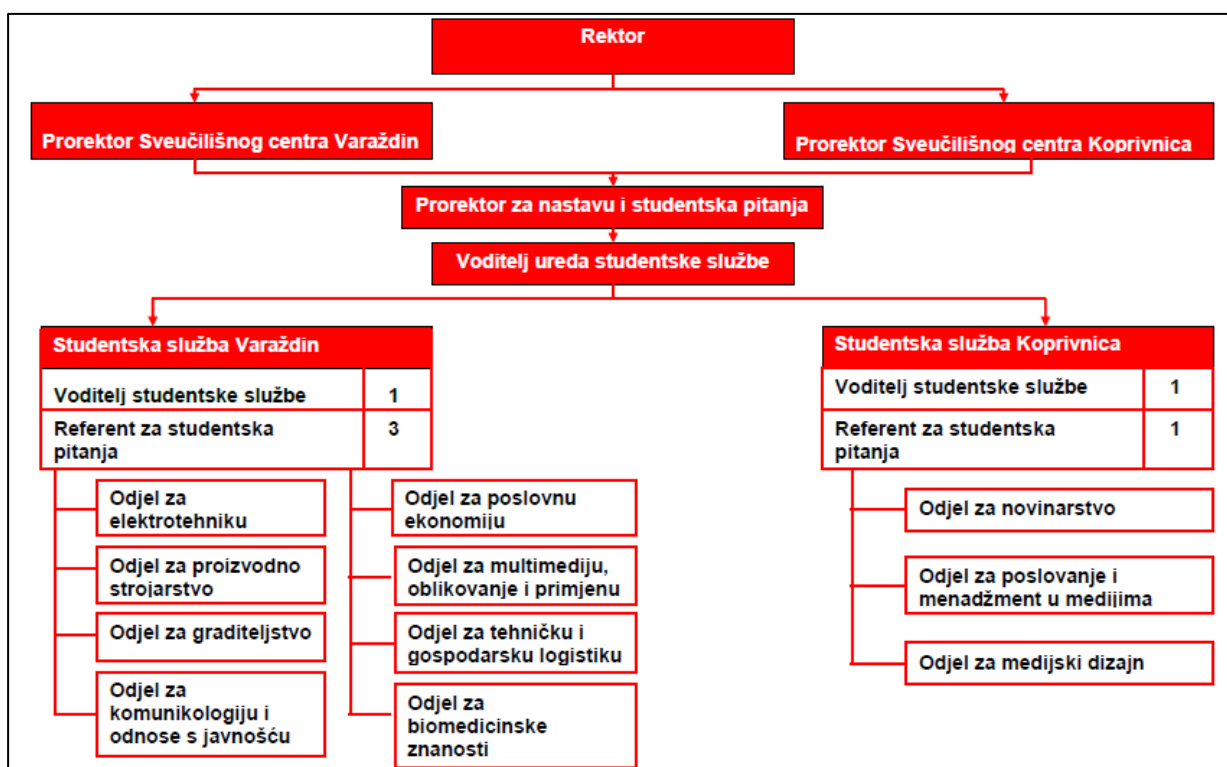 Rektor
Prorektor Sveučilišnog centra Varaždin
Prorektor Sveučilišnog centra Koprivnica
Prorektor za nastavu i studentska pitanja
Voditelj ureda studentske službe
Studentska služba Varaždin
Voditelj studentske službe 1
Referent za studentska 3
pitanja
Odjel za
elektrotehniku
Odjel za proizvodno
strojarstvo
Odjel za graditeljstvo
Odjel za
komunikologiju i
odnose s javnošću
Odjel za poslovnu
ekonomiju
Odjel za multimediju,
oblikovanje i primjenu
Odjel za tehničku i
gospodarsku logistiku
Odjel za
biomedicinske
znanosti
Studentska služba Koprivnica
Voditelj studentske službe 1
Referent za studentska 1
pitanja
Odjel za novinarstvo
Odjel za poslovanje i
menadžment u medijima
Odjel za medijski dizajn